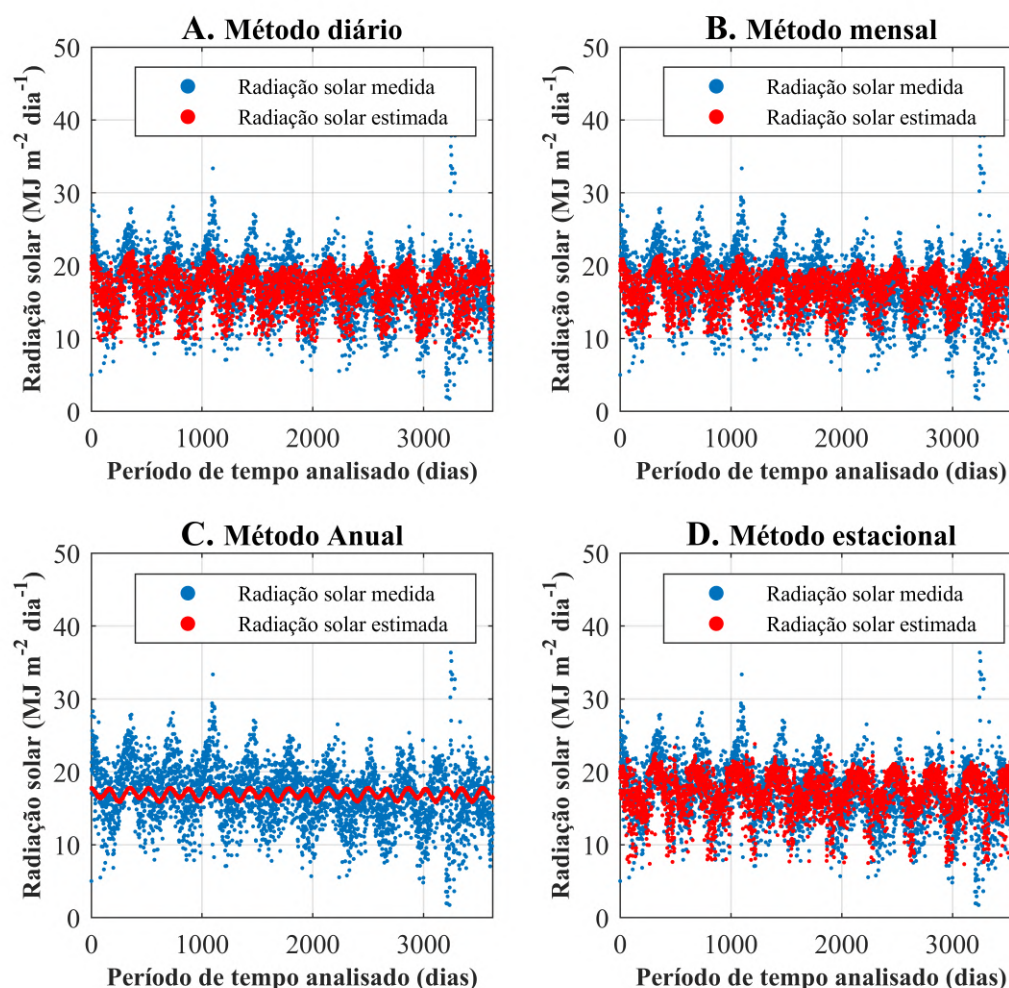 A. Método diário
Radiação solar (MJ m⁻² dia⁻¹)
50
40
30
20
10
0
Radiação solar medida
Radiação solar estimada
0 1000 2000 3000
Período de tempo analisado (dias)
B. Método mensal
Radiação solar (MJ m⁻² dia⁻¹)
50
40
30
20
10
0
Radiação solar medida
Radiação solar estimada
0 1000 2000 3000
Período de tempo analisado (dias)
C. Método Anual
Radiação solar (MJ m⁻² dia⁻¹)
50
40
30
20
10
0
Radiação solar medida
Radiação solar estimada
0 1000 2000 3000
Período de tempo analisado (dias)
D. Método estacional
Radiação solar (MJ m⁻² dia⁻¹)
50
40
30
20
10
0
Radiação solar medida
Radiação solar estimada
0 1000 2000 3000
Período de tempo analisado (dias)